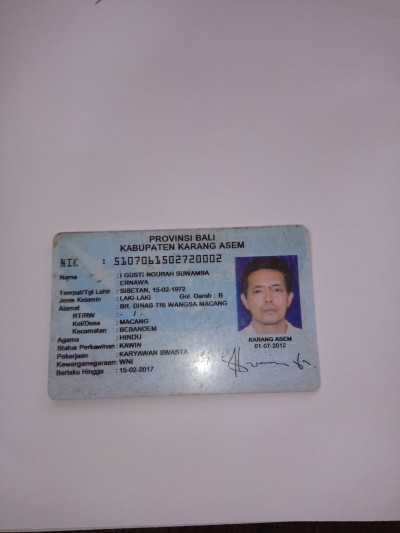 PROVINSI BALI
KABUPATEN KARANG ASEM
NIK : 5107061502720002
Nama : I GUSTI NGURAH SUWAMBA
ERNAWA
Tempat/Tgl Lahir : SIBETAN, 15-02-1972
Jenis Kelamin : LAKI-LAKI Gol. Darah : B
Alamat : BR. DINAS TRI WANGSA MACANG
RT/RW : - / -
Kel/Desa : MACANG
Kecamatan : BEBANDEM
Agama : HINDU
Status Perkawinan : KAWIN
Pekerjaan : KARYAWAN SWASTA
Kewarganegaraan : WNI
Berlaku Hingga : 15-02-2017
KARANG ASEM
01-07-2012